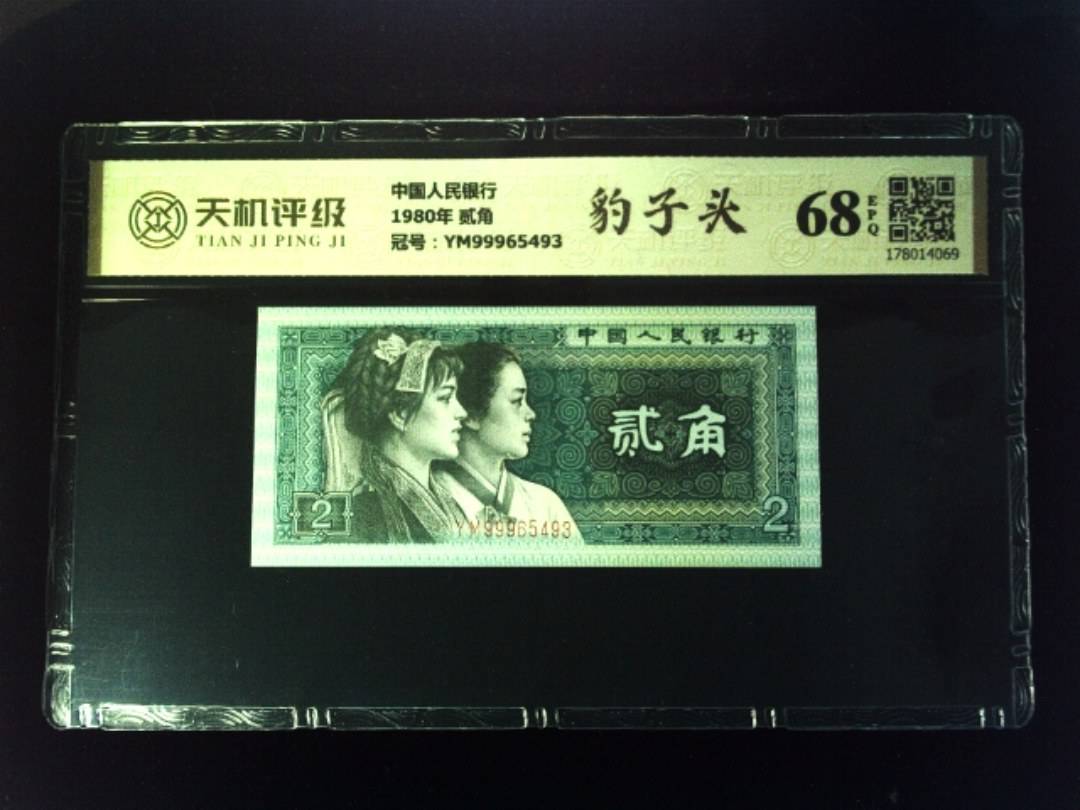 天机评级
TIAN JI PING JI
中国人民银行
1980年 贰角
冠号：YM99965493
豹子头
68
EPQ
178014069
中国人民银行
贰角
2
2
YM99965493